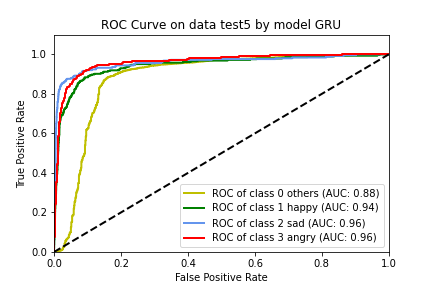 ROC Curve on data test5 by model GRU
True Positive Rate
1.0
0.8
0.6
0.4
0.2
0.0
ROC of class 0 others (AUC: 0.88)
ROC of class 1 happy (AUC: 0.94)
ROC of class 2 sad (AUC: 0.96)
ROC of class 3 angry (AUC: 0.96)
0.0 0.2 0.4 0.6 0.8 1.0
False Positive Rate